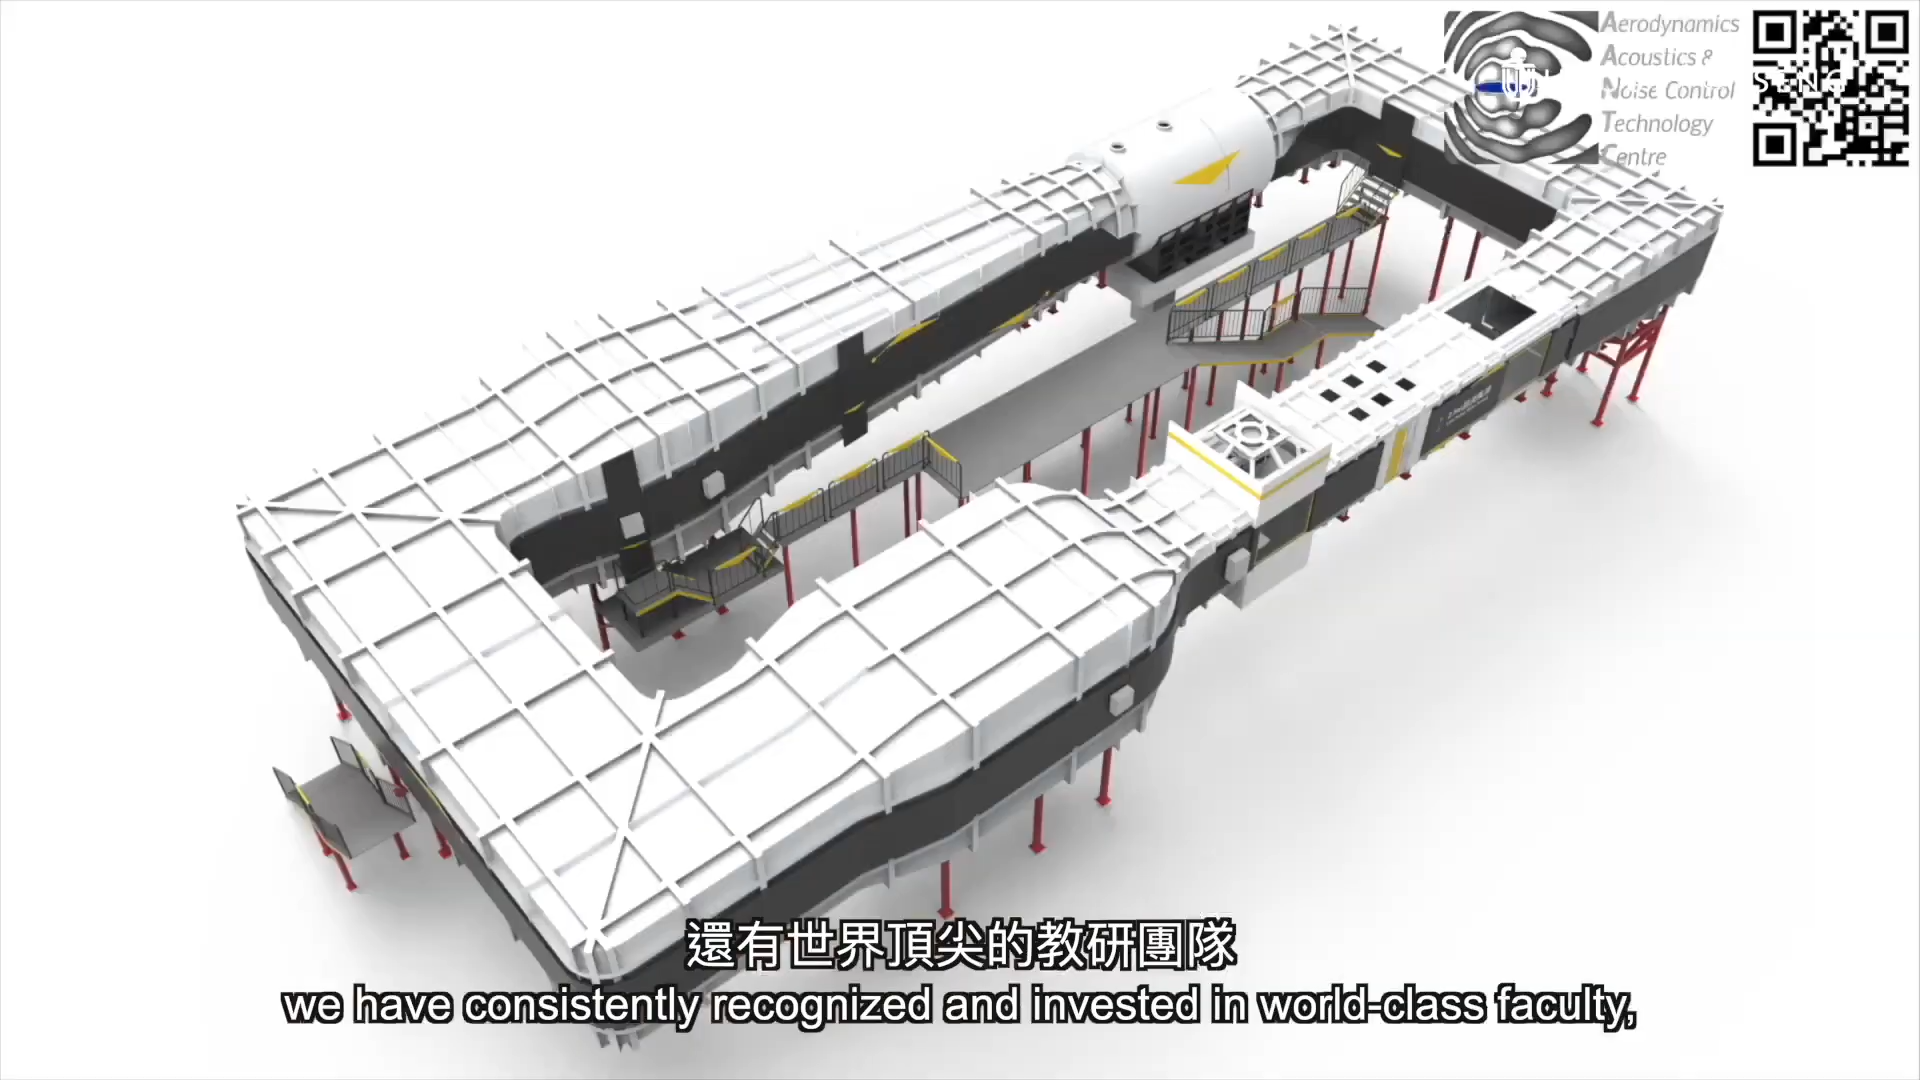 Aerodynamics
Acoustics &
Noise Control
Technology
Centre
SENG
還有世界頂尖的教研團隊
we have consistently recognized and invested in world-class faculty,